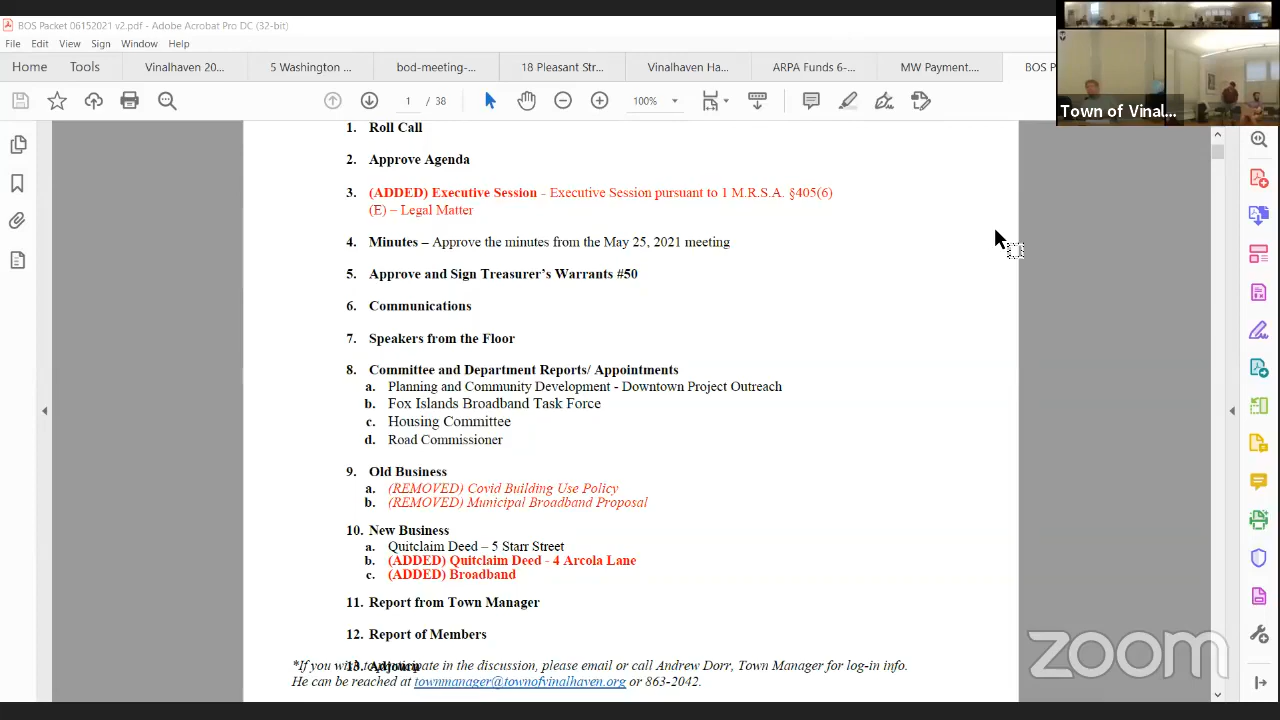 BOS Packet 06152021 v2.pdf - Adobe Acrobat Pro DC (32-bit)
File Edit View Sign Window Help
Home Tools Vinalhaven 20... 5 Washington ... bod-meeting-... 18 Pleasant Str... Vinalhaven Ha... ARPA Funds 6-... MW Payment.... BOS P
1 / 38 100%
Town of Vinal...
1. Roll Call
2. Approve Agenda
3. (ADDED) Executive Session - Executive Session pursuant to 1 M.R.S.A. §405(6)
(E) – Legal Matter
4. Minutes – Approve the minutes from the May 25, 2021 meeting
5. Approve and Sign Treasurer's Warrants #50
6. Communications
7. Speakers from the Floor
8. Committee and Department Reports/ Appointments
a. Planning and Community Development - Downtown Project Outreach
b. Fox Islands Broadband Task Force
c. Housing Committee
d. Road Commissioner
9. Old Business
a. (REMOVED) Covid Building Use Policy
b. (REMOVED) Municipal Broadband Proposal
10. New Business
a. Quitclaim Deed – 5 Starr Street
b. (ADDED) Quitclaim Deed - 4 Arcola Lane
c. (ADDED) Broadband
11. Report from Town Manager
12. Report of Members
13. Adjourn
*If you wish to participate in the discussion, please email or call Andrew Dorr, Town Manager for log-in info.
He can be reached at townmanager@townofvinalhaven.org or 863-2042.
zoom